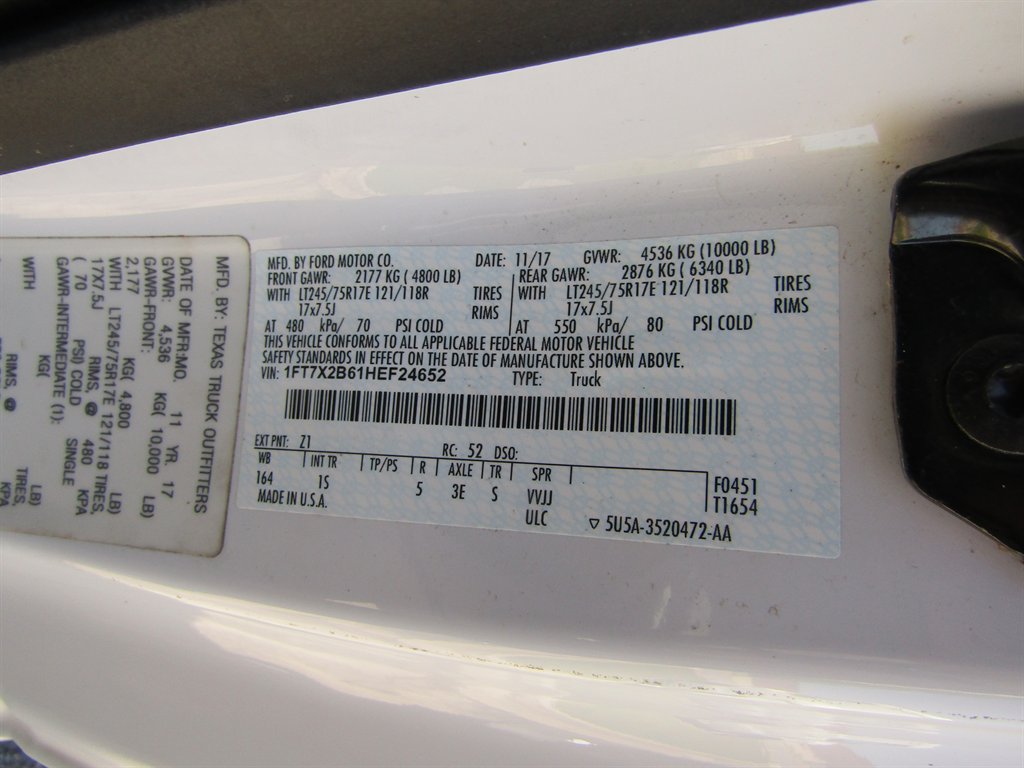 MFD. BY FORD MOTOR CO. DATE: 11/17 GVWR: 4536 KG (10000 LB)
FRONT GAWR: 2177 KG ( 4800 LB) REAR GAWR: 2876 KG ( 6340 LB)
WITH LT245/75R17E 121/118R TIRES WITH LT245/75R17E 121/118R TIRES
17x7.5J RIMS 17x7.5J RIMS
AT 480 kPa/ 70 PSI COLD AT 550 kPa/ 80 PSI COLD
THIS VEHICLE CONFORMS TO ALL APPLICABLE FEDERAL MOTOR VEHICLE
SAFETY STANDARDS IN EFFECT ON THE DATE OF MANUFACTURE SHOWN ABOVE.
VIN: 1FT7X2B61HEF24652 TYPE: Truck
EXT PNT: Z1 RC: 52 DSO:
WB INT TR TP/PS R AXLE TR SPR
164 1S 5 3E S VVJJ F0451
MADE IN U.S.A. ULC T1654
5U5A-3520472-AA
MFD. BY: TEXAS TRUCK OUTFITTERS
DATE OF MFR:MO. 11 YR. 17
GVWR: 4,536 KG( 10,000 LB)
GAWR-FRONT:
2,177 KG( 4,800 LB)
WITH LT245/75R17E 121/118 TIRES,
17X7.5J RIMS, @ 480 KPA
( 70 PSI) COLD SINGLE
GAWR-INTERMEDIATE (1):
KG( LB)
WITH TIRES,
RIMS, @ KPA